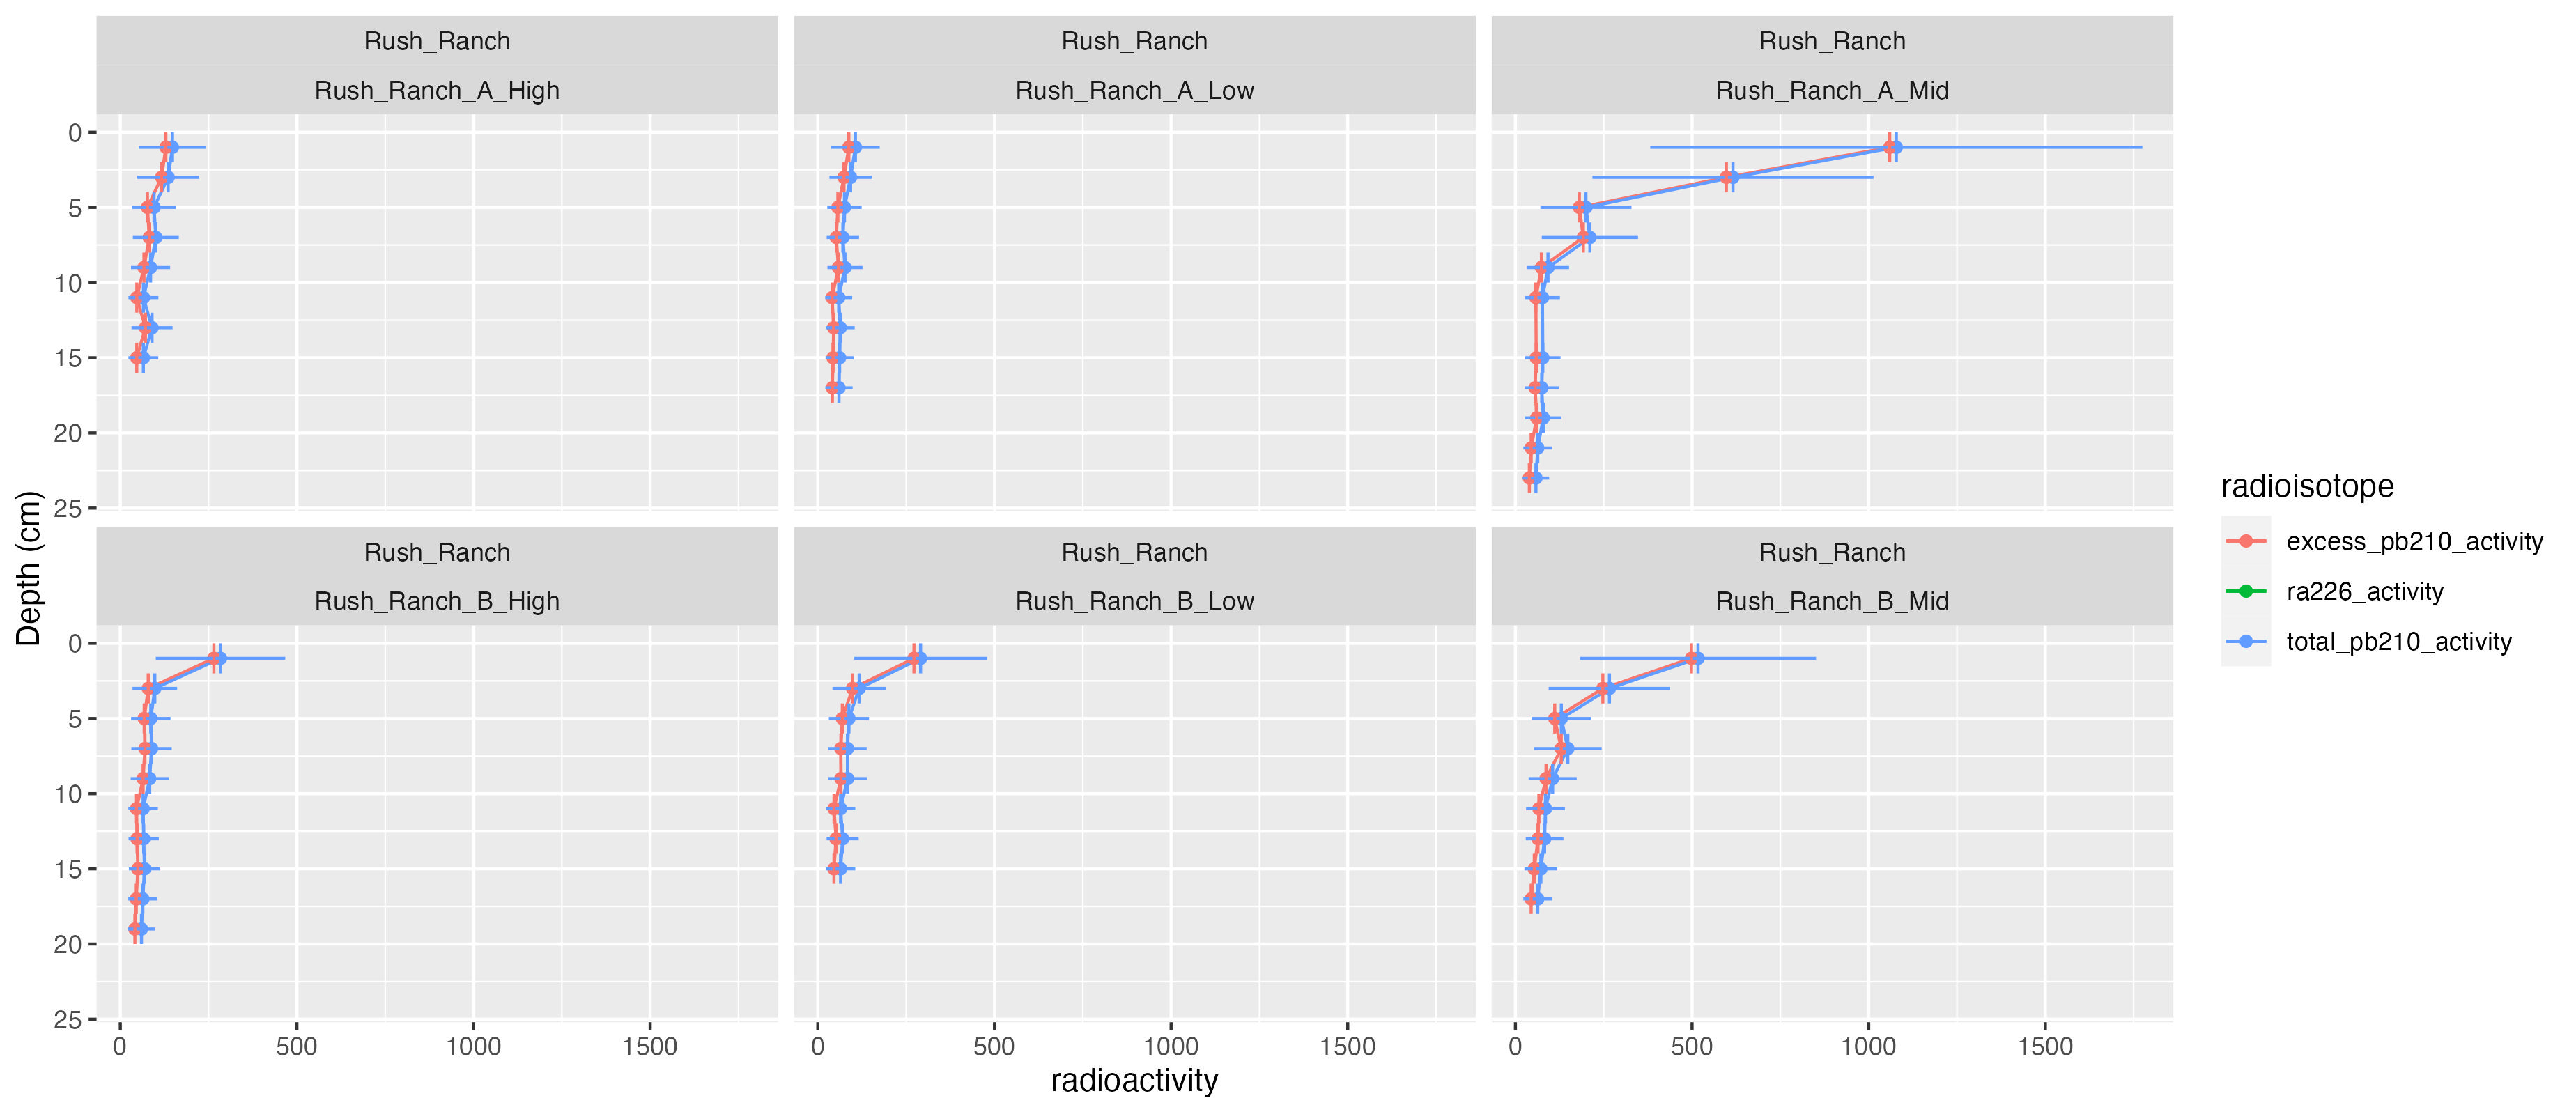 Rush_Ranch
Rush_Ranch
Rush_Ranch
Rush_Ranch_A_High
Rush_Ranch_A_Low
Rush_Ranch_A_Mid
0
5
10
15
20
25
Rush_Ranch
Rush_Ranch
Rush_Ranch
Rush_Ranch_B_High
Rush_Ranch_B_Low
Rush_Ranch_B_Mid
0
5
10
15
20
25
0 500 1000 1500
0 500 1000 1500
0 500 1000 1500
Depth (cm)
radioactivity
radioisotope
excess_pb210_activity
ra226_activity
total_pb210_activity